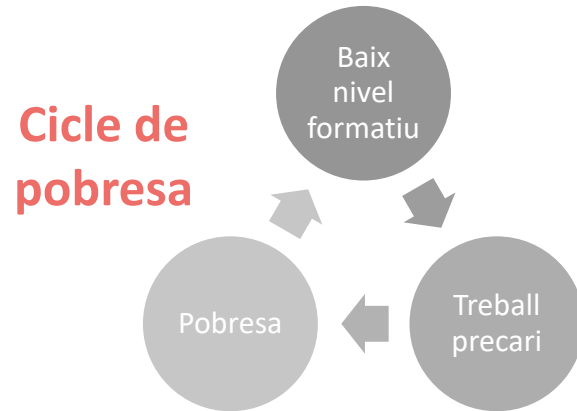 Cicle de
pobresa
Baix
nivel
formatiu
Treball
precari
Pobresa